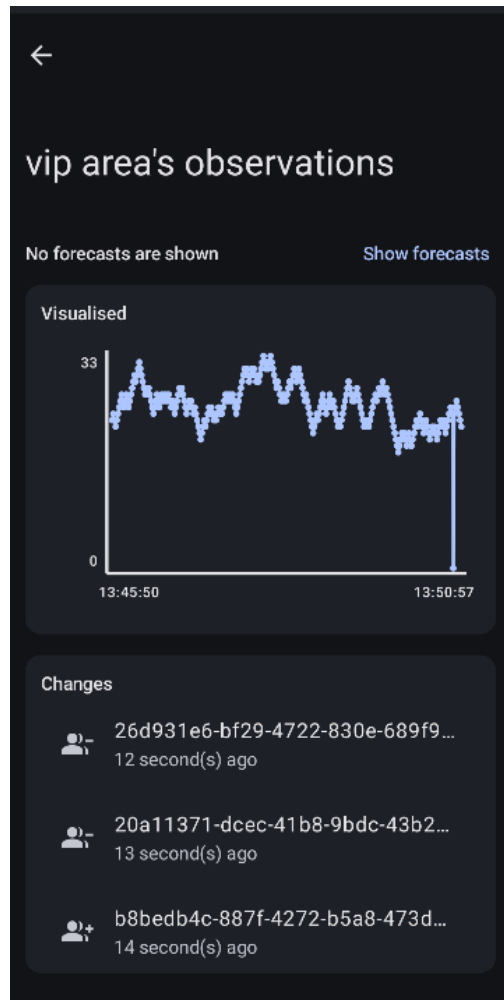 vip area's observations
No forecasts are shown
Show forecasts
Visualised
33
0
13:45:50
13:50:57
Changes
26d931e6-bf29-4722-830e-689f9...
12 second(s) ago
20a11371-dcec-41b8-9bdc-43b2...
13 second(s) ago
b8bedb4c-887f-4272-b5a8-473d...
14 second(s) ago